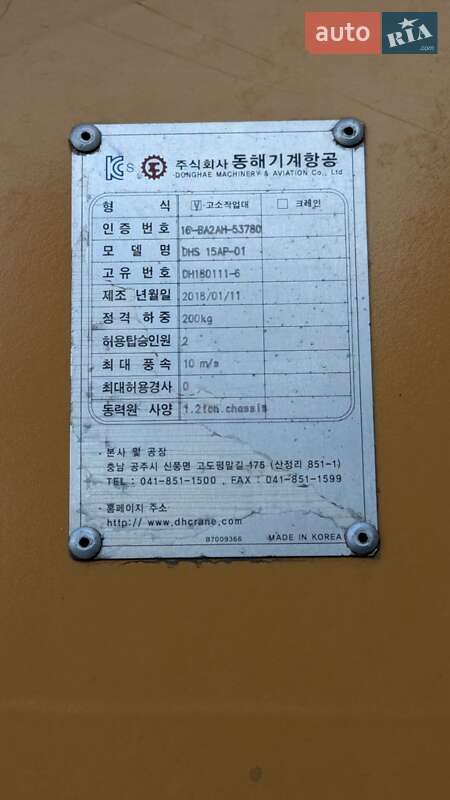 auto RIA.com
KCs 주식회사 동해기계항공
DONGHAE MACHINERY & AVIATION Co., Ltd
형 식 V 고소작업대 크레인
인증 번호 16-BA2AH-53780
모 델 명 DHS 15AP-01
고유 번호 DH180111-6
제조 년월일 2018/01/11
정격 하중 200kg
허용탑승인원 2
최대 풍속 10 m/s
최대허용경사 0
동력원 사양 1.2ton.chassis
· 본사 및 공장
충남 공주시 신풍면 고도평말길 175 (산정리 851-1)
TEL : 041-851-1500 , FAX : 041-851-1599
· 홈페이지 주소
http:// www.dhcrane.com
B7009366 MADE IN KOREA